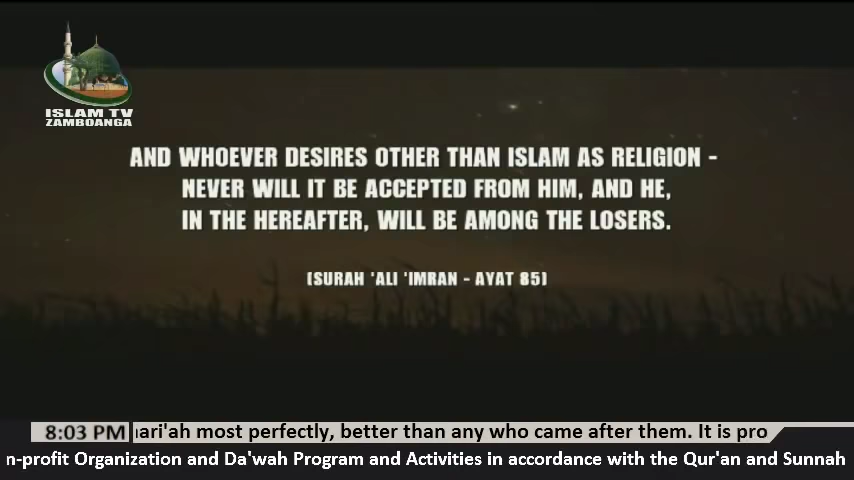 ISLAM TV
ZAMBOANGA
AND WHOEVER DESIRES OTHER THAN ISLAM AS RELIGION -
NEVER WILL IT BE ACCEPTED FROM HIM, AND HE,
IN THE HEREAFTER, WILL BE AMONG THE LOSERS.
[SURAH 'ALI 'IMRAN - AYAT 85]
8:03 PM
ari'ah most perfectly, better than any who came after them. It is pro
n-profit Organization and Da'wah Program and Activities in accordance with the Qur'an and Sunnah